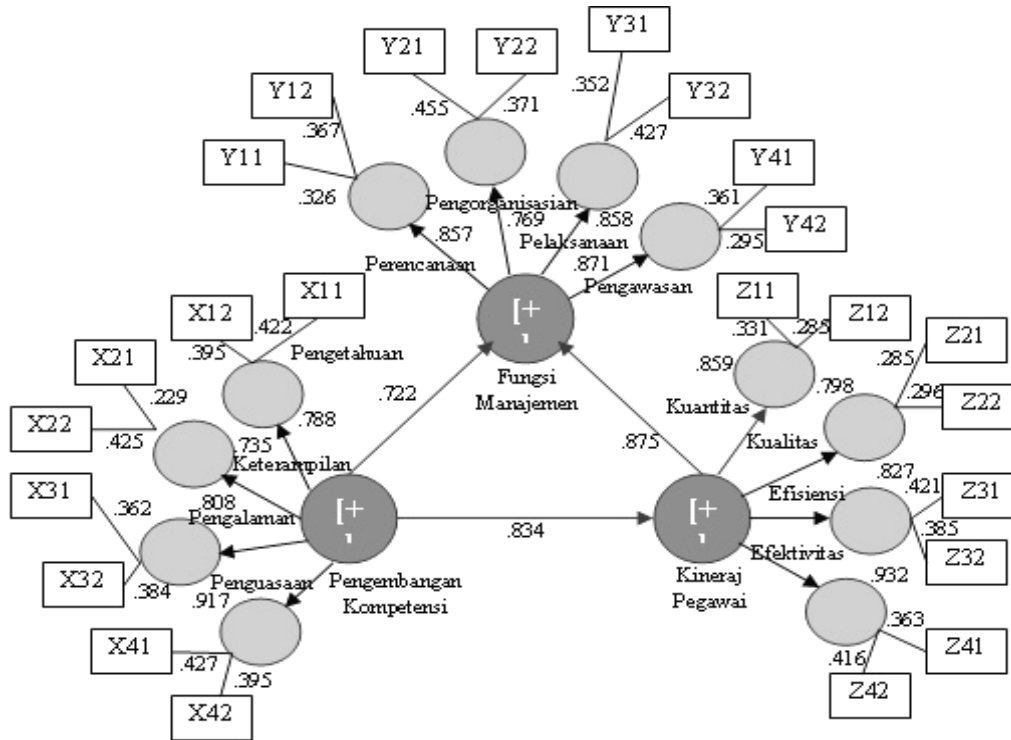 Y31
Y21
Y22
Y12
.352
Y32
.455
.371
.367
.427
Y11
Y41
.326
.361
Pengorganisasian
Y42
.769
.858
.857
Pelaksanaan
.295
.871
Perencanaan
Pengawasan
X11
Z11
X12
[+
Z12
.422
.331
.285
Z21
.395
Pengetahuan
X21
.859
.285
Fungsi
Manajemen
.722
.798
.229
.296
Z22
X22
.788
Kuantitas
.425
.735
.875
Kualitas
Keterampilan
.827
X31
.808
Efisiensi
.421
Z31
.362
Pengalaman
[+
[+
.834
.385
Efektivitas
Z32
X32
.384
Penguasaan
Pengembangan
Kompetensi
Kineraj
Pegawai
.932
.917
X41
.363
.427
Z41
.395
.416
X42
Z42